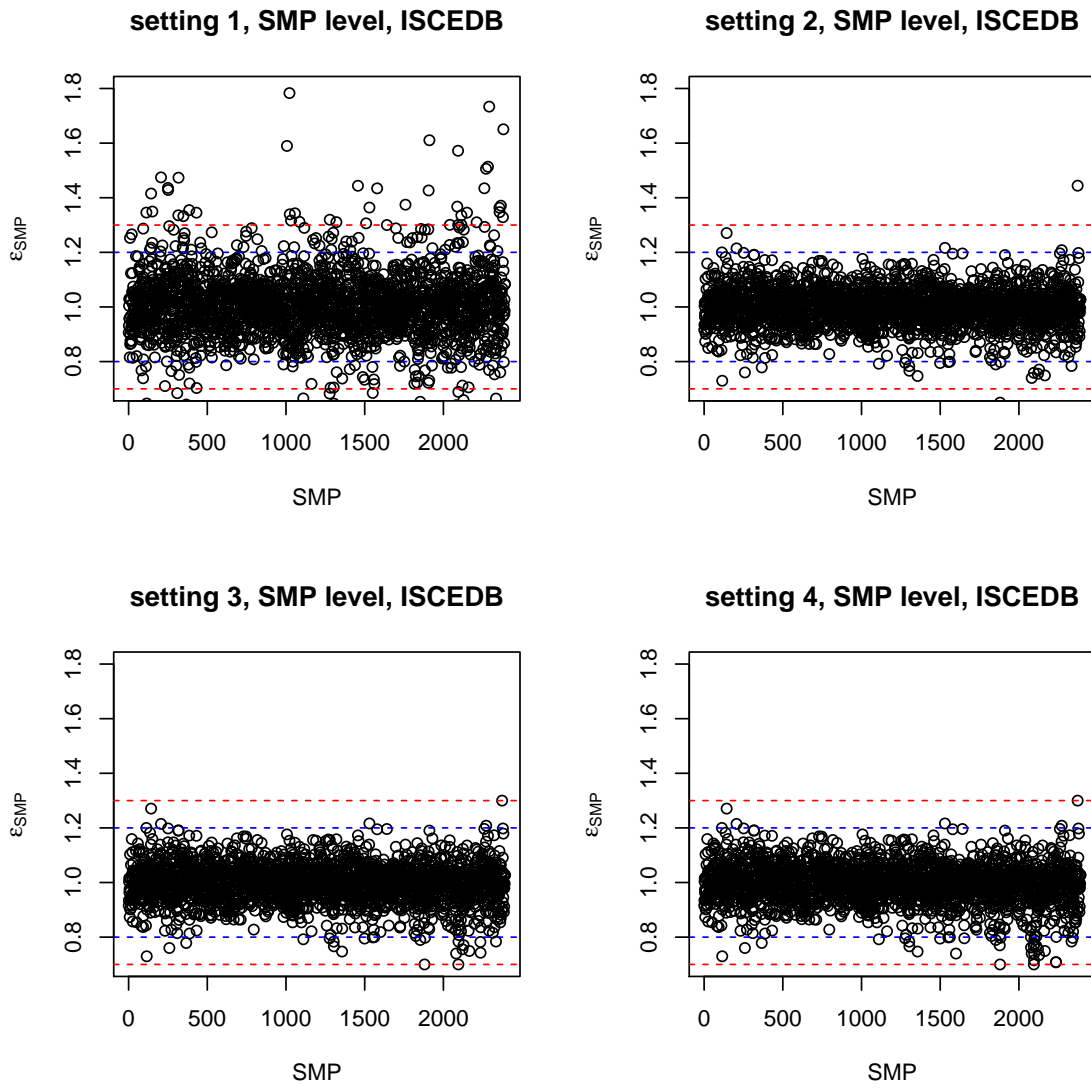 setting 1, SMP level, ISCEDB
εSMP
1.8
1.6
1.4
1.2
1.0
0.8
0 500 1000 1500 2000
SMP
setting 2, SMP level, ISCEDB
εSMP
1.8
1.6
1.4
1.2
1.0
0.8
0 500 1000 1500 2000
SMP
setting 3, SMP level, ISCEDB
εSMP
1.8
1.6
1.4
1.2
1.0
0.8
0 500 1000 1500 2000
SMP
setting 4, SMP level, ISCEDB
εSMP
1.8
1.6
1.4
1.2
1.0
0.8
0 500 1000 1500 2000
SMP